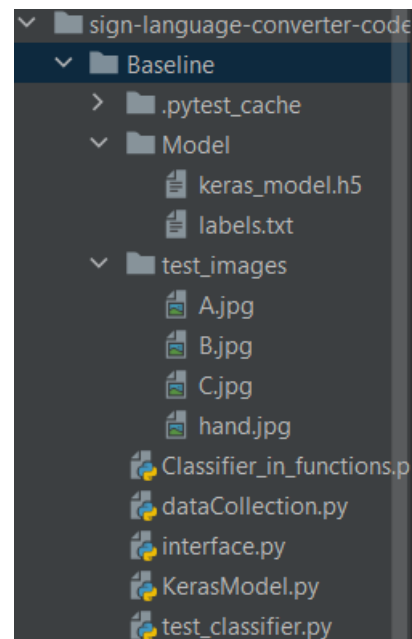 sign-language-converter-code
Baseline
.pytest_cache
Model
keras_model.h5
labels.txt
test_images
A.jpg
B.jpg
C.jpg
hand.jpg
Classifier_in_functions.p
dataCollection.py
interface.py
KerasModel.py
test_classifier.py